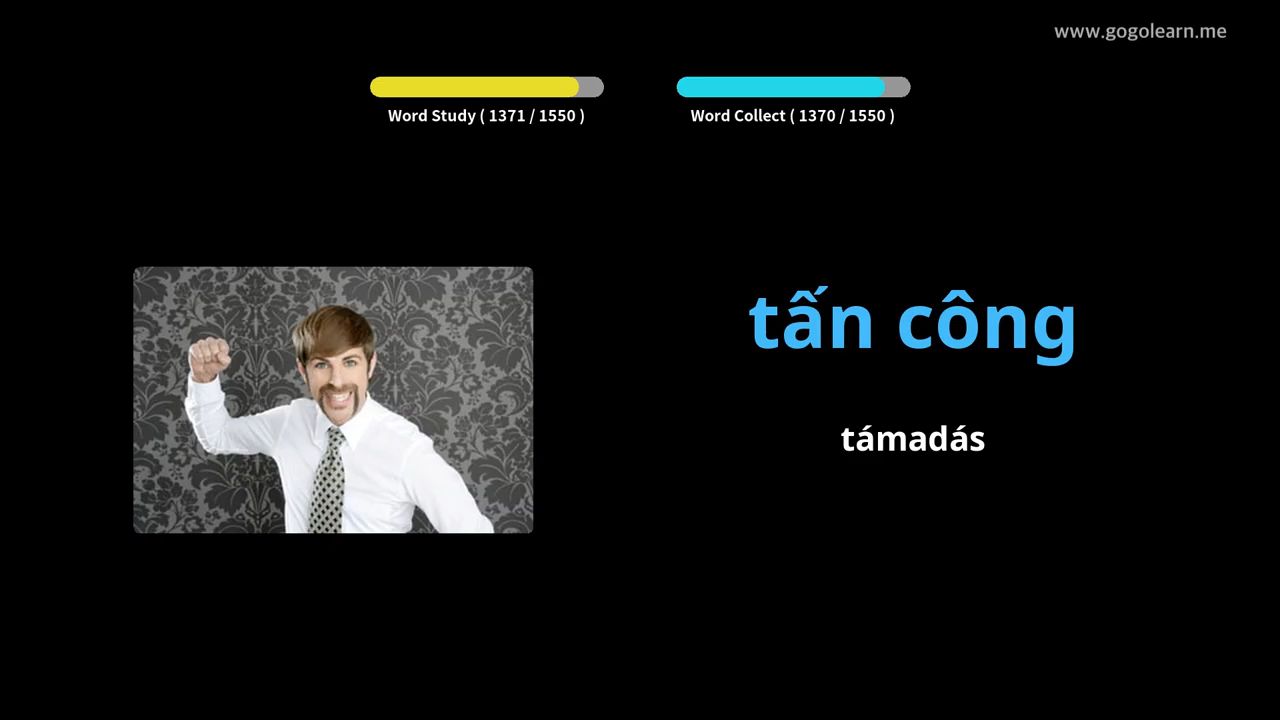 www.gogolearn.me
Word Study ( 1371 / 1550 )
Word Collect ( 1370 / 1550 )
tấn công
támadás